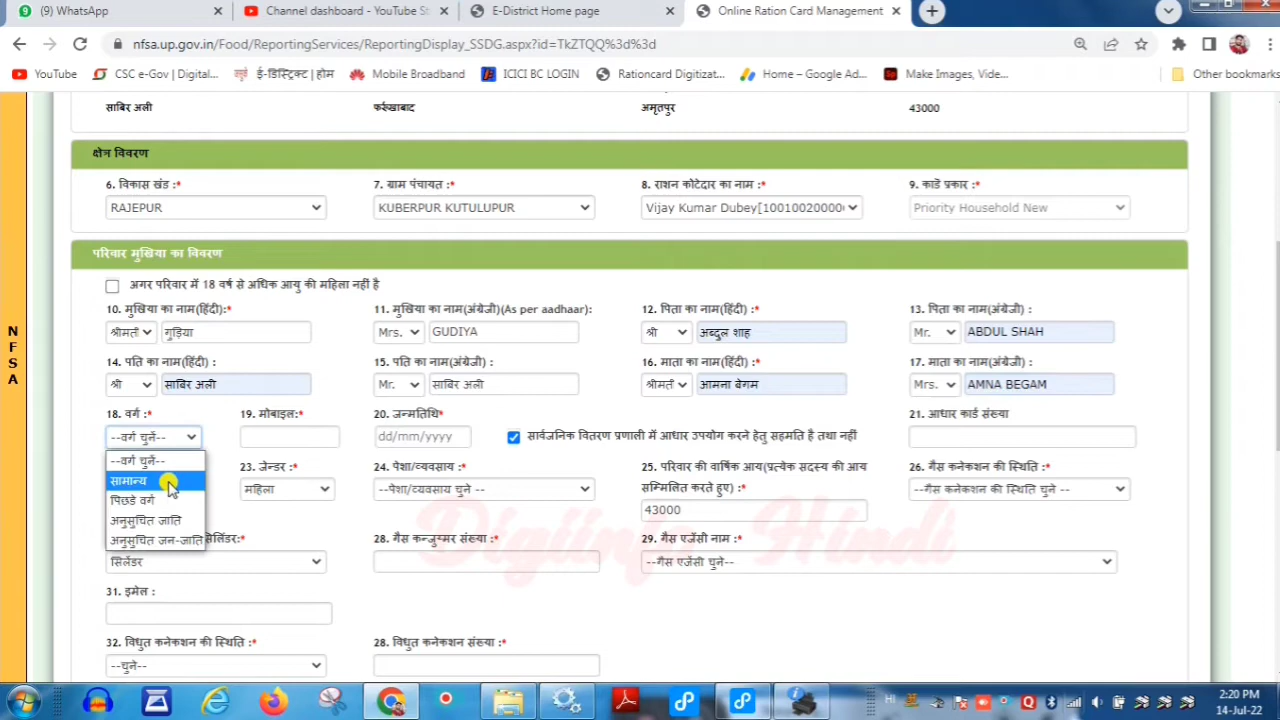 (9) WhatsApp
Channel dashboard - YouTube St
E-District Home page
Online Ration Card Management
nfsa.up.gov.in/Food/ReportingServices/ReportingDisplay_SSDG.aspx?id=TkZTQQ%3d%3d
YouTube CSC e-Gov | Digital... ई-डिस्ट्रिक्ट | होम Mobile Broadband ICICI BC LOGIN Rationcard Digitizat... Home – Google Ad... Make Images, Vide... Other bookmarks
साबिर अली फर्रुखाबाद अमृतपुर 43000
क्षेत्र विवरण
6. विकास खंड :* 7. ग्राम पंचायत :* 8. राशन कोटेदार का नाम :* 9. कार्ड प्रकार :*
RAJEPUR KUBERPUR KUTULUPUR Vijay Kumar Dubey[10010020000 Priority Household New
परिवार मुखिया का विवरण
अगर परिवार में 18 वर्ष से अधिक आयु की महिला नहीं है
10. मुखिया का नाम(हिंदी):* 11. मुखिया का नाम(अंग्रेजी)(As per aadhaar): 12. पिता का नाम(हिंदी) :* 13. पिता का नाम(अंग्रेजी) :
श्रीमती गुड़िया Mrs. GUDIYA श्री अब्दुल शाह Mr. ABDUL SHAH
14. पति का नाम(हिंदी) : 15. पति का नाम(अंग्रेजी) : 16. माता का नाम(हिंदी) :* 17. माता का नाम(अंग्रेजी) :
श्री साबिर अली Mr. साबिर अली श्रीमती आमना बेगम Mrs. AMNA BEGAM
18. वर्ग :* 19. मोबाइल:* 20. जन्मतिथि* 21. आधार कार्ड संख्या
--वर्ग चुनें-- dd/mm/yyyy सार्वजनिक वितरण प्रणाली में आधार उपयोग करने हेतु सहमति है तथा नहीं
--वर्ग चुनें--
सामान्य
पिछडे वर्ग
अनुसुचित जाति
अनुसुचित जन-जाति
23. जेन्डर :* 24. पेशा/व्यवसाय :* 25. परिवार की वार्षिक आय(प्रत्येक सदस्य की आय सम्मिलित करते हुए) :* 26. गैस कनेक्शन की स्थिति :*
महिला --पेशा/व्यवसाय चुने -- 43000 --गैस कनेक्शन की स्थिति चुने --
सिलिंडर:* 28. गैस कन्ज्युमर संख्या :* 29. गैस एजेंसी नाम :*
सिलेंडर --गैस एजेंसी चुने--
Digiinfo Hindi
31. इमेल :
32. विधुत कनेक्शन की स्थिति :* 28. विधुत कनेक्शन संख्या :*
--चुने--
N
F
S
A
HI
2:20 PM
14-Jul-22